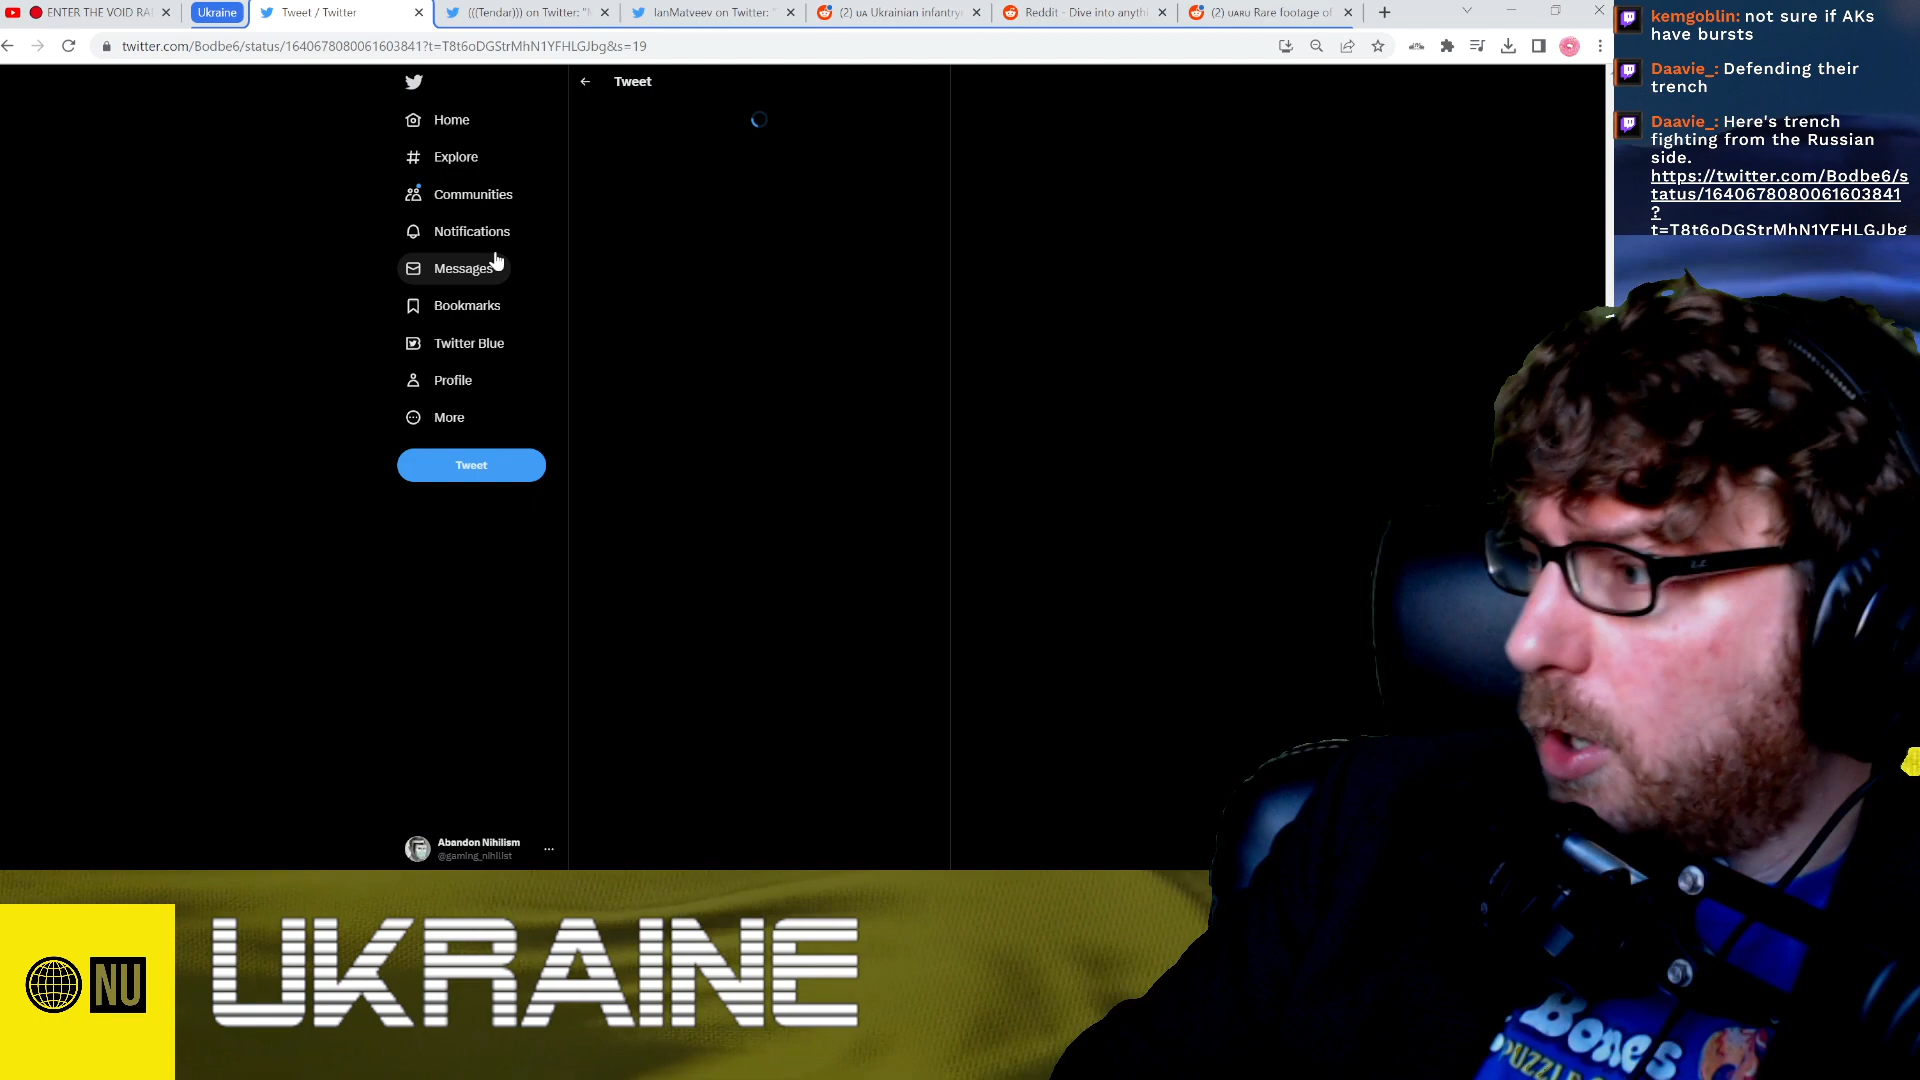 ENTER THE VOID RA
Ukraine
Tweet / Twitter
(((Tendar))) on Twitter: "
IanMatveev on Twitter: "
(2) UA Ukrainian infantry
Reddit - Dive into anythi
(2) UARU Rare footage of
twitter.com/Bodbe6/status/1640678080061603841?t=T8t6oDGStrMhN1YFHLGJbg&s=19
Tweet
Home
Explore
Communities
Notifications
Messages
Bookmarks
Twitter Blue
Profile
More
Tweet
Abandon Nihilism
@gaming_nihilist
kemgoblin: not sure if AKs
have bursts
Daavie_: Defending their
trench
Daavie_: Here's trench
fighting from the Russian
side.
https://twitter.com/Bodbe6/s
tatus/1640678080061603841
?
t=T8t6oDGStrMhN1YFHLGJbg
NU
UKRAINE
Bones
PUZZLE